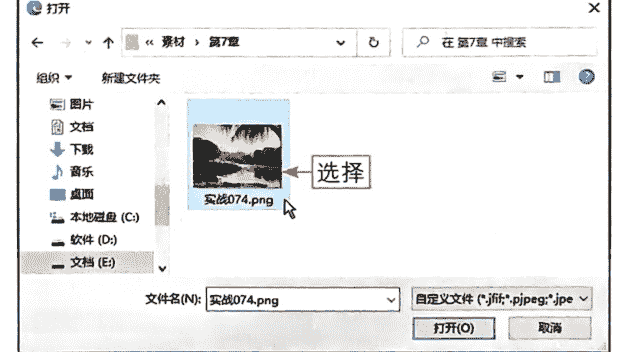 打开
« 素材 › 第7章
在 第7章 中搜索
组织
新建文件夹
图片
文档
下载
音乐
桌面
本地磁盘 (C:)
软件 (D:)
文档 (E:)
选择
实战074.png
文件名(N):
实战074.png
自定义文件 (*.jfif;*.pjpeg;*.jpe
打开(O)
取消